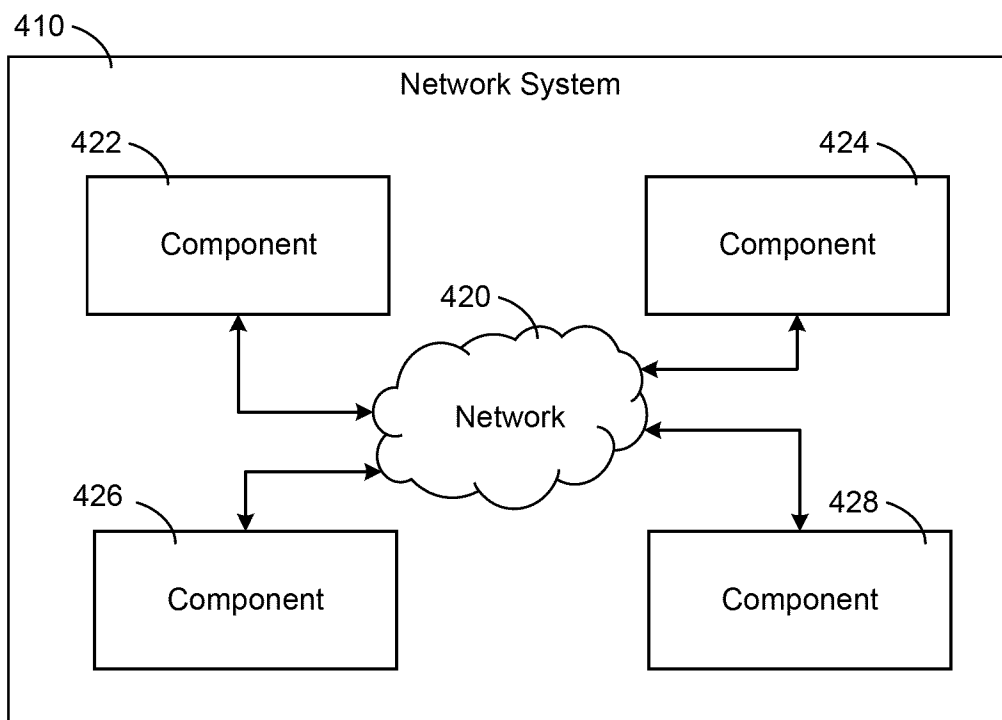 410
Network System
422
424
Component
Component
420
Network
426
428
Component
Component